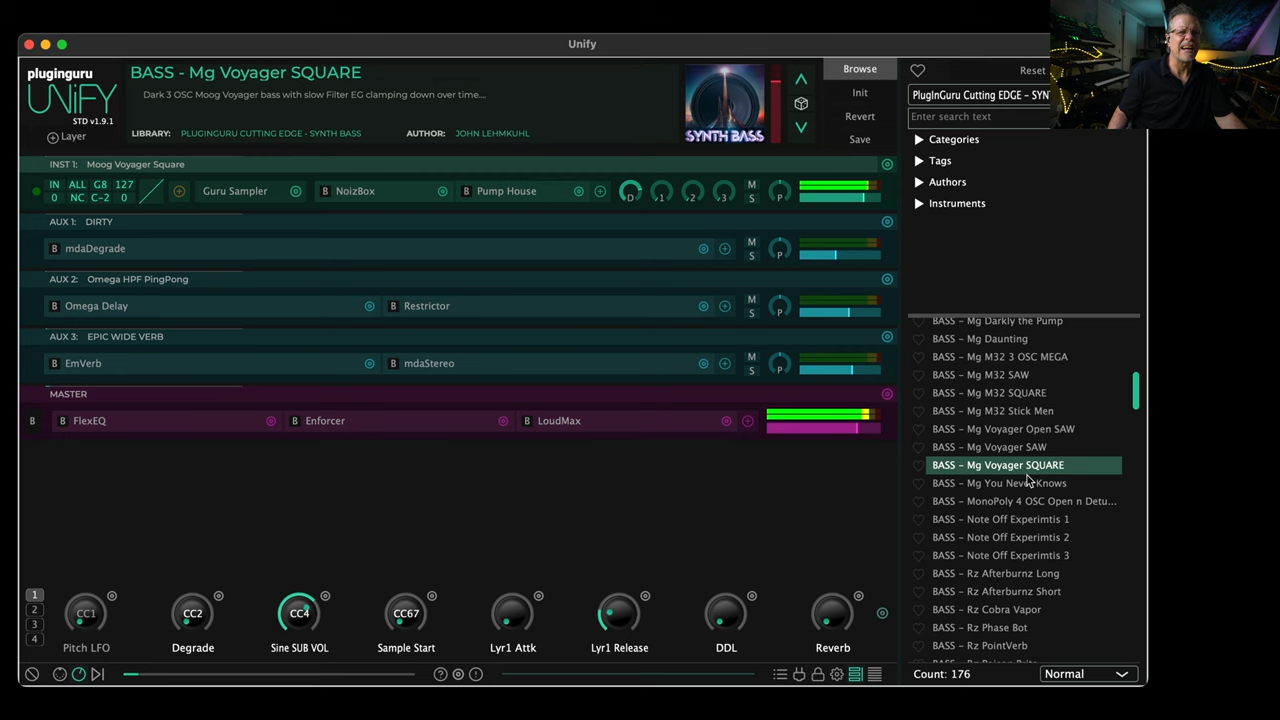 Unify
pluginguru
UNIFY
STD v1.9.1
Layer
BASS - Mg Voyager SQUARE
Dark 3 OSC Moog Voyager bass with slow Filter EG clamping down over time....
LIBRARY: PLUGINGURU CUTTING EDGE - SYNTH BASS AUTHOR: JOHN LEHMKUHL
SYNTH BASS
Browse
Init
Revert
Save
Reset
PlugInGuru Cutting EDGE - SYN
Enter search text
Categories
Tags
Authors
Instruments
INST 1: Moog Voyager Square
IN ALL G8 127
0 NC C-2 0
Guru Sampler
B NoizBox
B Pump House
D 1 2 3
M
S
P
AUX 1: DIRTY
B mdaDegrade
M
S
P
AUX 2: Omega HPF PingPong
B Omega Delay
B Restrictor
M
S
P
AUX 3: EPIC WIDE VERB
B EmVerb
B mdaStereo
M
S
P
MASTER
B
B FlexEQ
B Enforcer
B LoudMax
BASS - Mg Darkly the Pump
BASS - Mg Daunting
BASS - Mg M32 3 OSC MEGA
BASS - Mg M32 SAW
BASS - Mg M32 SQUARE
BASS - Mg M32 Stick Men
BASS - Mg Voyager Open SAW
BASS - Mg Voyager SAW
BASS - Mg Voyager SQUARE
BASS - Mg You Never Knows
BASS - MonoPoly 4 OSC Open n Detu...
BASS - Note Off Experimtis 1
BASS - Note Off Experimtis 2
BASS - Note Off Experimtis 3
BASS - Rz Afterburnz Long
BASS - Rz Afterburnz Short
BASS - Rz Cobra Vapor
BASS - Rz Phase Bot
BASS - Rz PointVerb
1
2
3
4
CC1 CC2 CC4 CC67
Pitch LFO Degrade Sine SUB VOL Sample Start Lyr1 Attk Lyr1 Release DDL Reverb
Count: 176
Normal